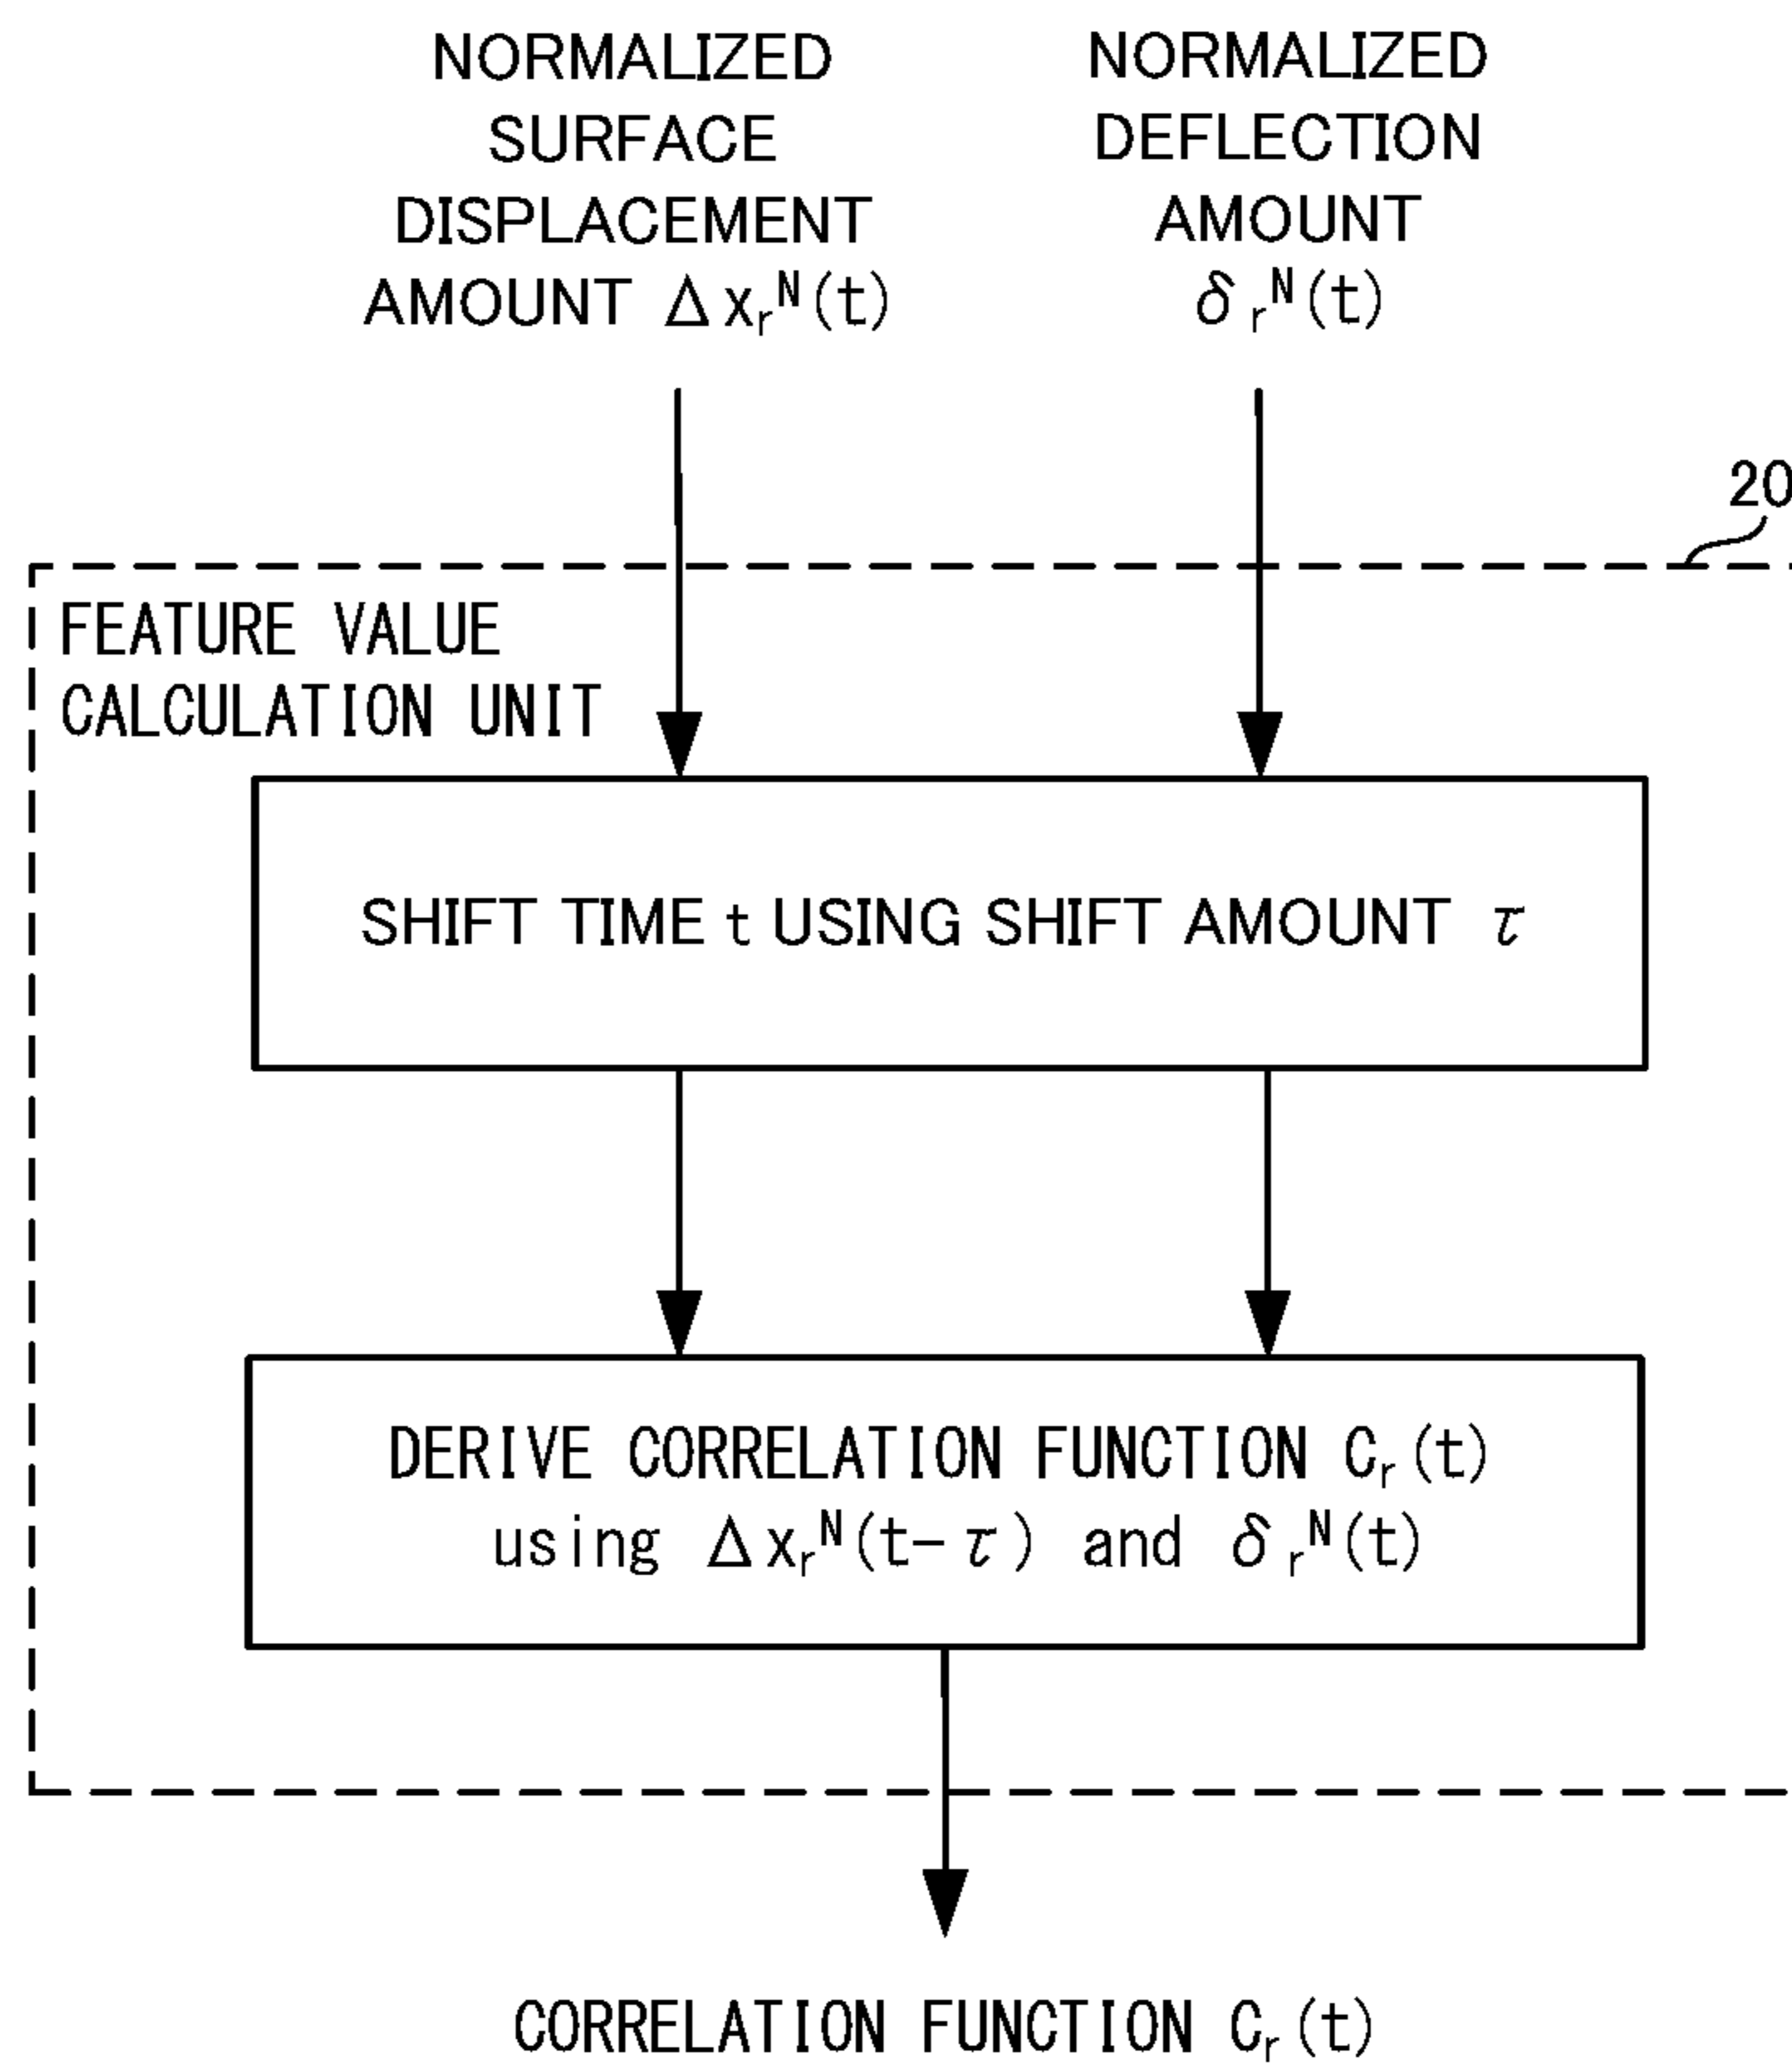 NORMALIZED
SURFACE
DISPLACEMENT
AMOUNT Δxᵣᴺ(t)
NORMALIZED
DEFLECTION
AMOUNT
δᵣᴺ(t)
20
FEATURE VALUE
CALCULATION UNIT
SHIFT TIME t USING SHIFT AMOUNT τ
DERIVE CORRELATION FUNCTION Cᵣ(t)
using Δxᵣᴺ(t-τ) and δᵣᴺ(t)
CORRELATION FUNCTION Cᵣ(t)